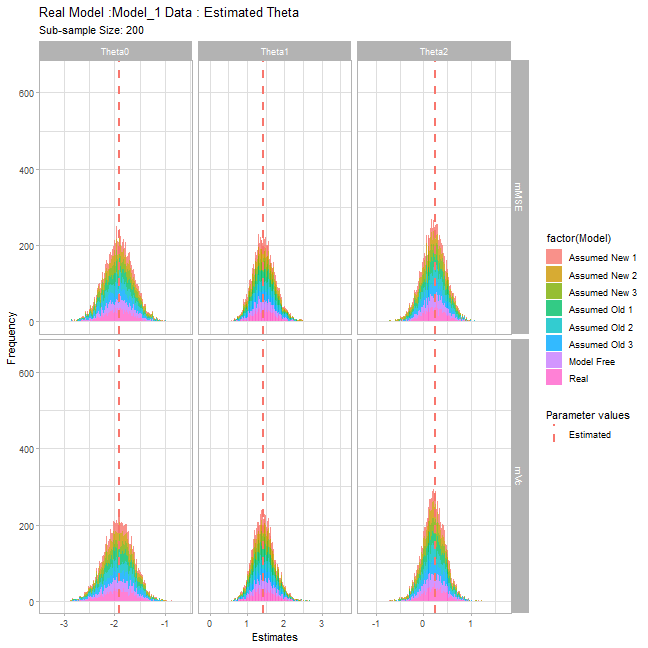 Real Model :Model_1 Data : Estimated Theta
Sub-sample Size: 200
Theta0
Theta1
Theta2
600
400
200
0
mMSE
600
400
200
0
mVc
Frequency
-3
-2
-1
0
1
2
3
-1
0
1
Estimates
factor(Model)
Assumed New 1
Assumed New 2
Assumed New 3
Assumed Old 1
Assumed Old 2
Assumed Old 3
Model Free
Real
Parameter values
Estimated